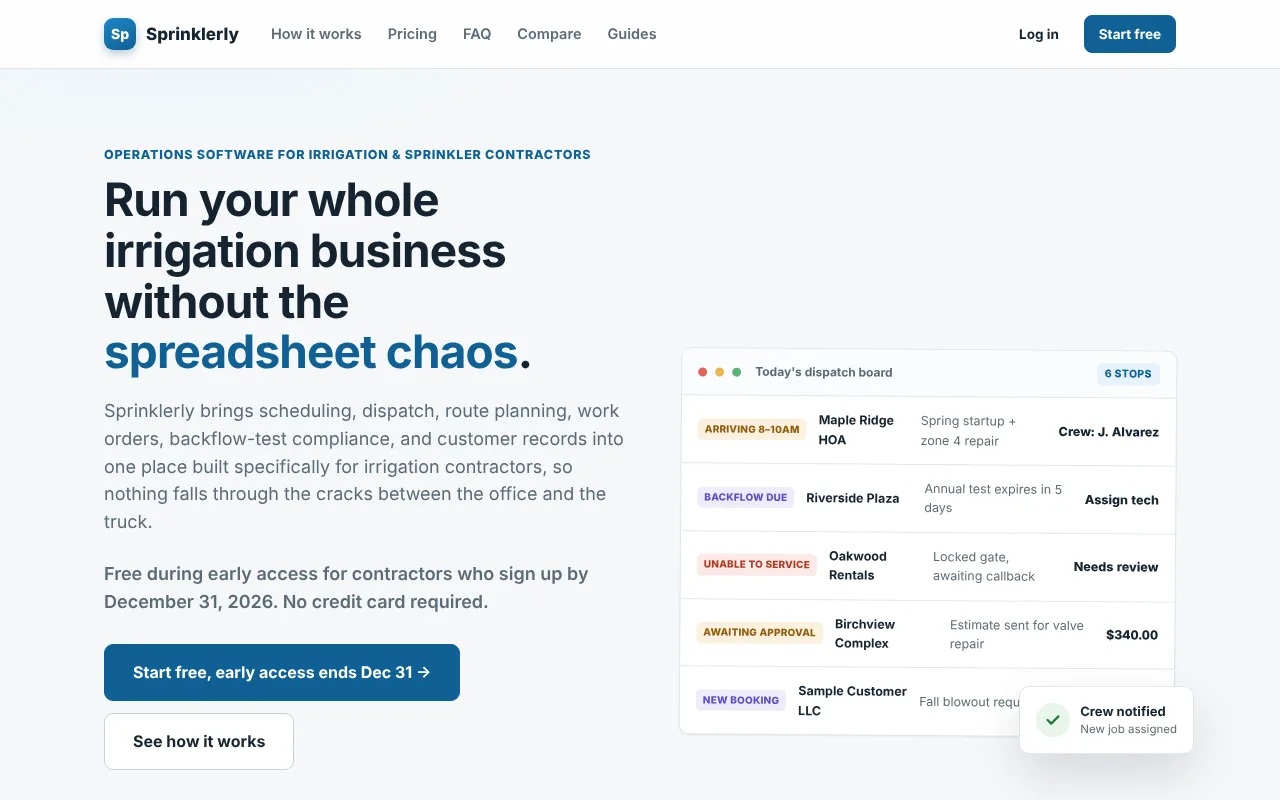 Sp Sprinklerly How it works Pricing FAQ Compare Guides Log in Start free
OPERATIONS SOFTWARE FOR IRRIGATION & SPRINKLER CONTRACTORS
Run your whole
irrigation business
without the
spreadsheet chaos.
Sprinklerly brings scheduling, dispatch, route planning, work
orders, backflow-test compliance, and customer records into
one place built specifically for irrigation contractors, so
nothing falls through the cracks between the office and the
truck.
Free during early access for contractors who sign up by
December 31, 2026. No credit card required.
Start free, early access ends Dec 31 →
See how it works
Today's dispatch board 6 STOPS
ARRIVING 8–10AM
Maple Ridge
HOA
Spring startup +
zone 4 repair
Crew: J. Alvarez
BACKFLOW DUE
Riverside Plaza
Annual test expires in 5
days
Assign tech
UNABLE TO SERVICE
Oakwood
Rentals
Locked gate,
awaiting callback
Needs review
AWAITING APPROVAL
Birchview
Complex
Estimate sent for valve
repair
$340.00
NEW BOOKING
Sample Customer
LLC
Fall blowout requ
Crew notified
New job assigned